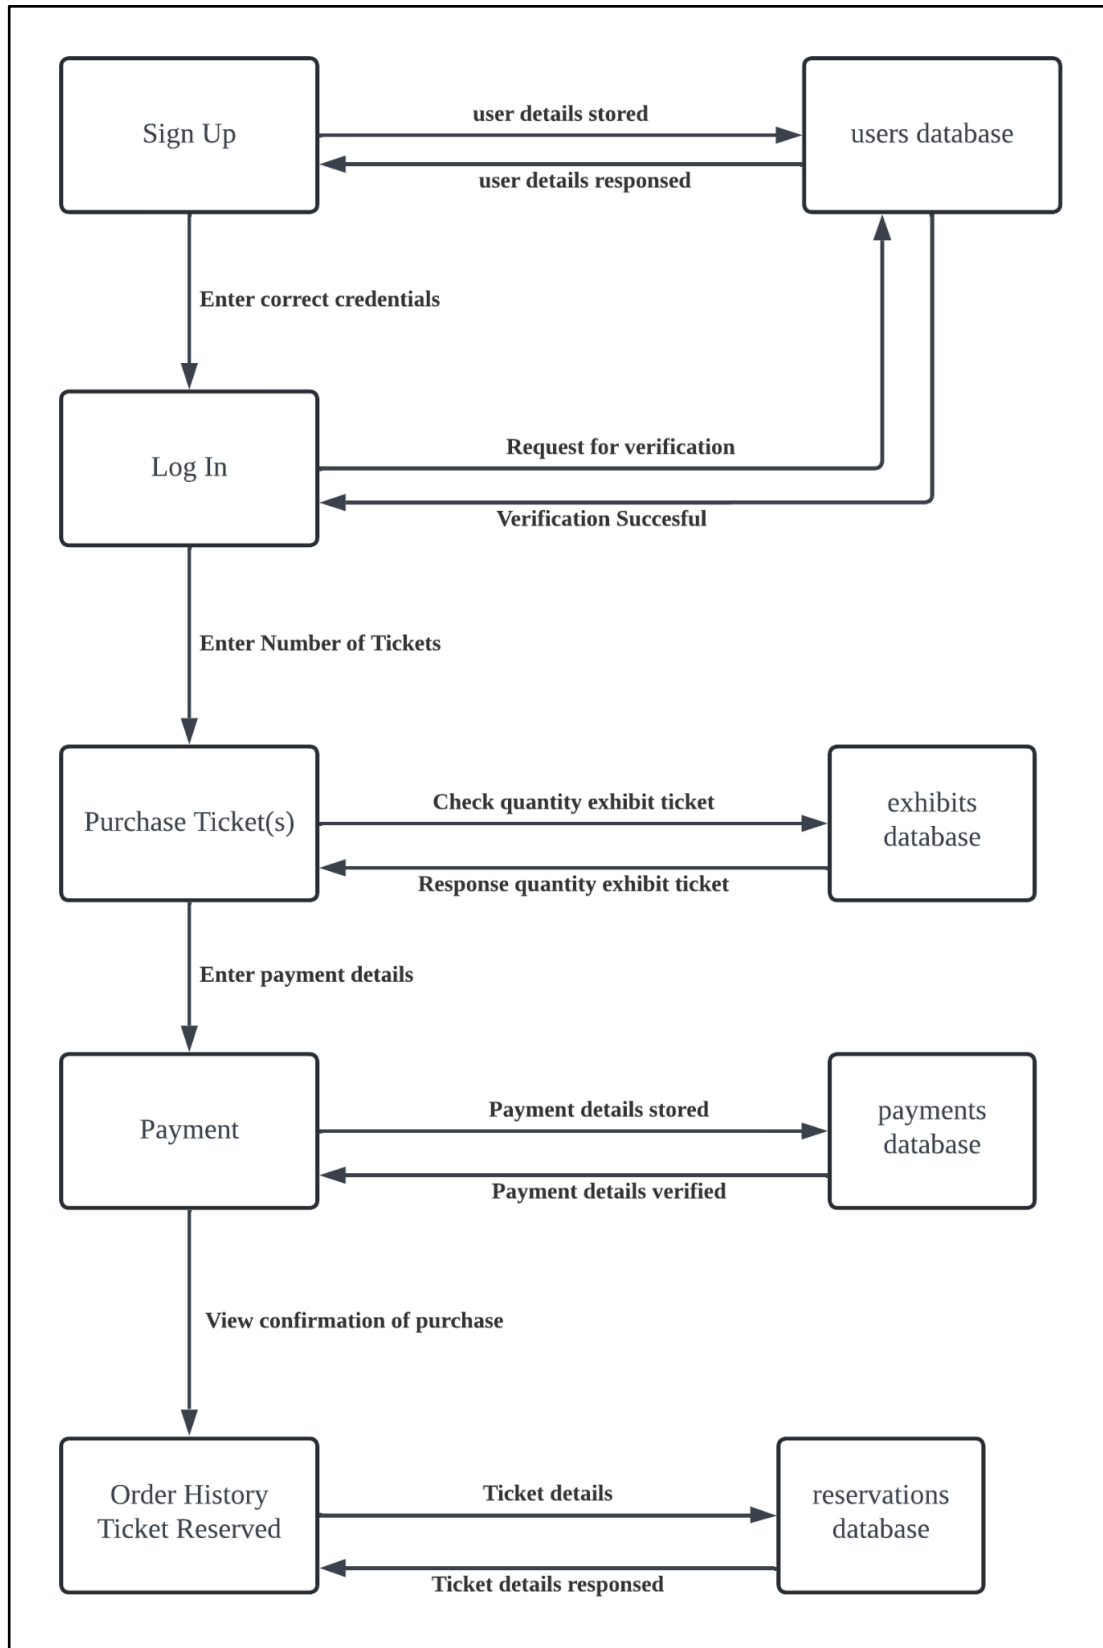 Sign Up
user details stored
users database
user details responsed
Enter correct credentials
Log In
Request for verification
Verification Succesful
Enter Number of Tickets
Purchase Ticket(s)
Check quantity exhibit ticket
exhibits
database
Response quantity exhibit ticket
Enter payment details
Payment
Payment details stored
payments
database
Payment details verified
View confirmation of purchase
Order History
Ticket Reserved
Ticket details
reservations
database
Ticket details responsed